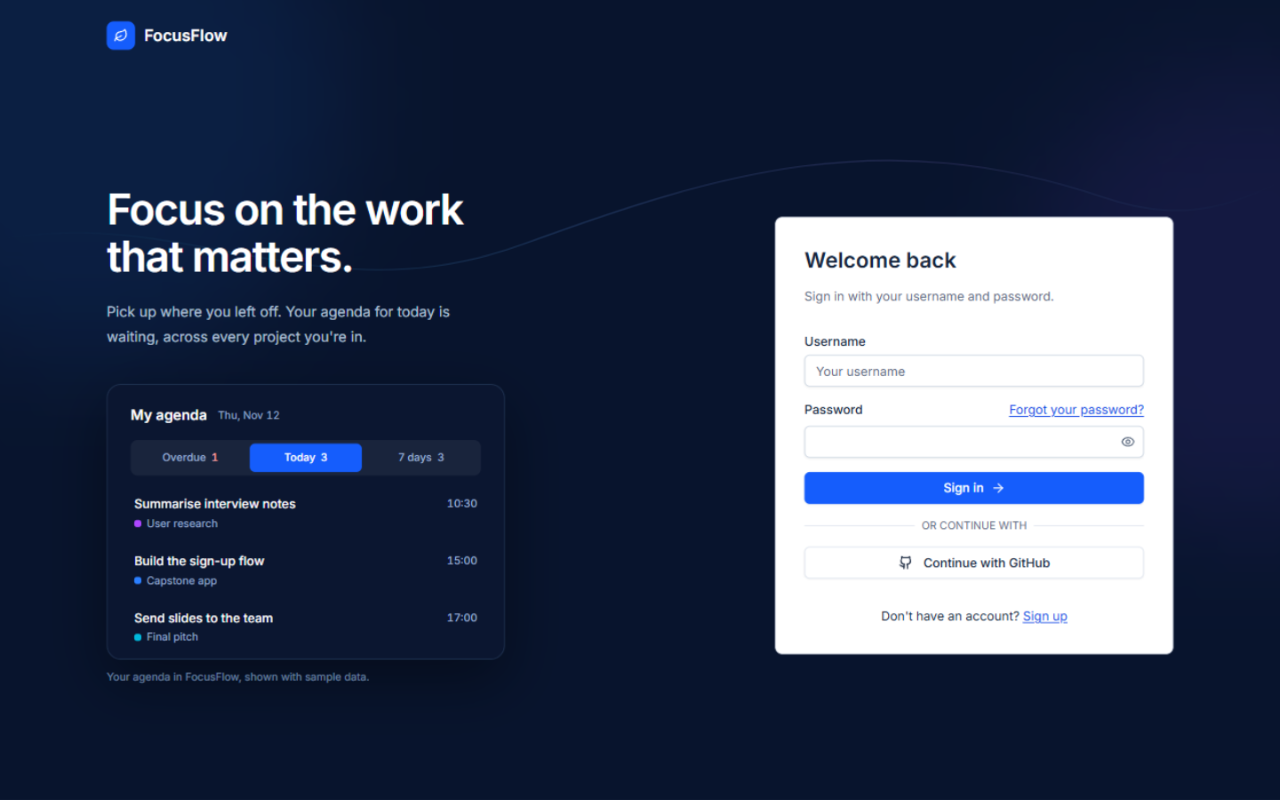 FocusFlow
Focus on the work
that matters.
Pick up where you left off. Your agenda for today is
waiting, across every project you're in.
My agenda Thu, Nov 12
Overdue 1 Today 3 7 days 3
Summarise interview notes 10:30
User research
Build the sign-up flow 15:00
Capstone app
Send slides to the team 17:00
Final pitch
Your agenda in FocusFlow, shown with sample data.
Welcome back
Sign in with your username and password.
Username
Your username
Password Forgot your password?
Sign in →
OR CONTINUE WITH
Continue with GitHub
Don't have an account? Sign up